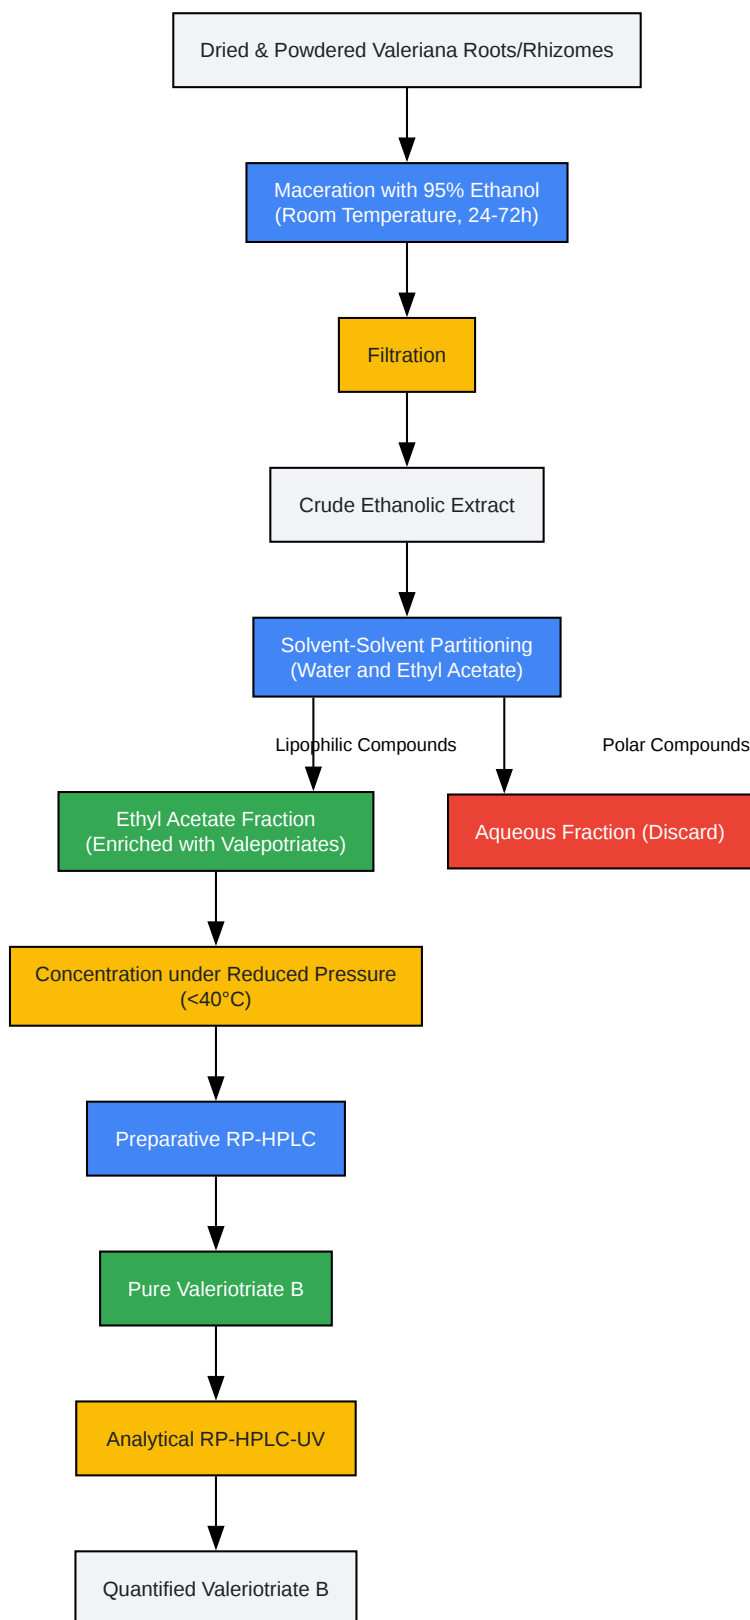 Dried & Powdered Valeriana Roots/Rhizomes
Maceration with 95% Ethanol
(Room Temperature, 24-72h)
Filtration
Crude Ethanolic Extract
Solvent-Solvent Partitioning
(Water and Ethyl Acetate)
Lipophilic Compounds
Polar Compounds
Ethyl Acetate Fraction
(Enriched with Valepotriates)
Aqueous Fraction (Discard)
Concentration under Reduced Pressure
(<40°C)
Preparative RP-HPLC
Pure Valeriotriate B
Analytical RP-HPLC-UV
Quantified Valeriotriate B